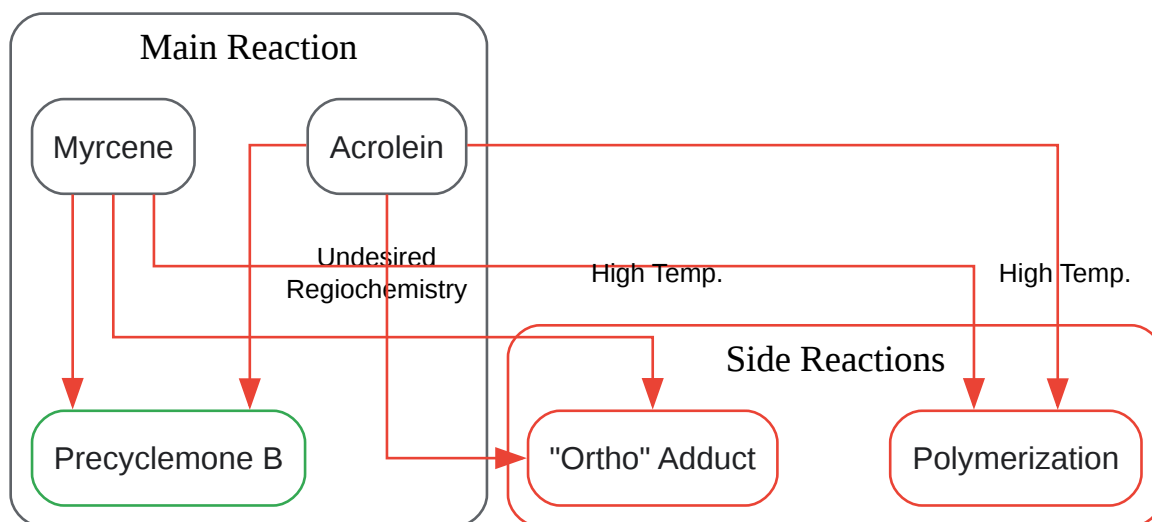 Main Reaction
Myrcene
Acrolein
Undesired
Regiochemistry
High Temp.
High Temp.
Side Reactions
Precyclemone B
"Ortho" Adduct
Polymerization